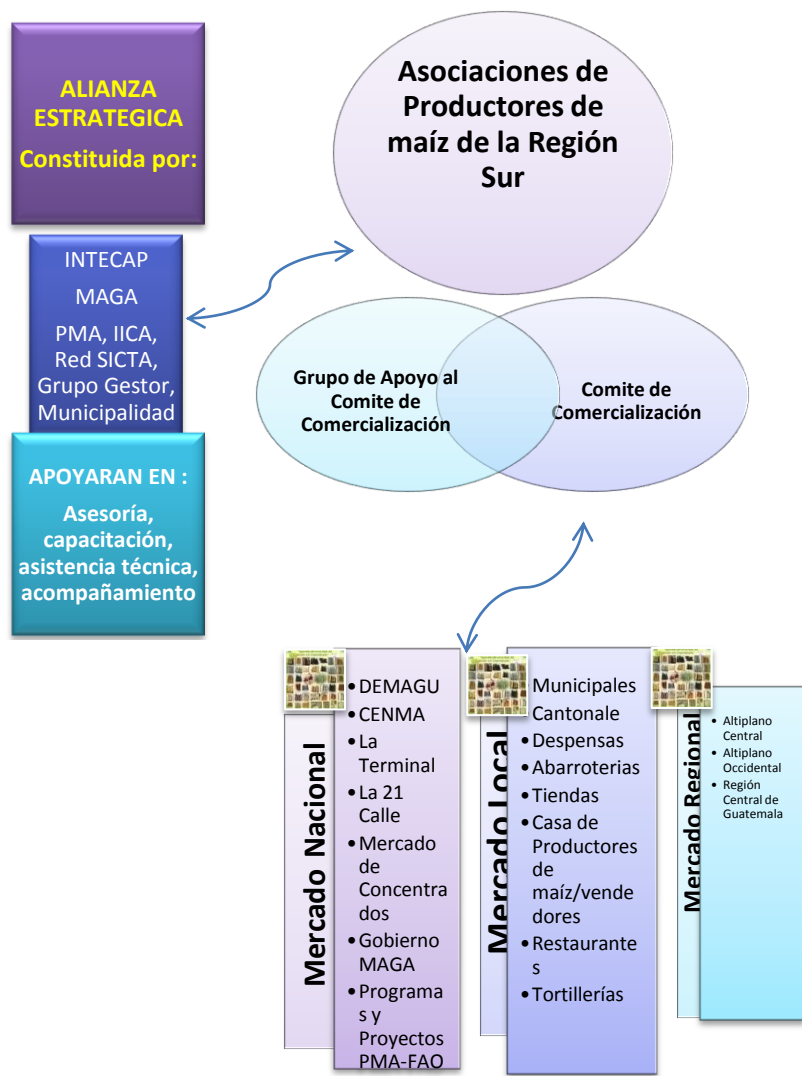 ALIANZA
ESTRATEGICA
Constituida por:
INTECAP
MAGA
PMA, IICA,
Red SICTA,
Grupo Gestor,
Municipalidad
APOYARAN EN :
Asesoría,
capacitación,
asistencia técnica,
acompañamiento
Asociaciones de
Productores de
maíz de la Región
Sur
Grupo de Apoyo al
Comite de
Comercialización
Comite de
Comercialización
Mercado Nacional
•DEMAGU
•CENMA
•La
Terminal
•La 21
Calle
•Mercado
de
Concentra
dos
•Gobierno
MAGA
•Programa
s y
Proyectos
PMA-FAO
Mercado Local
Municipales
Cantonale
•Despensas
•Abarroterias
•Tiendas
•Casa de
Productores
de
maíz/vende
dores
•Restaurante
s
•Tortillerías
Mercado Regional
• Altiplano
Central
• Altiplano
Occidental
• Región
Central de
Guatemala